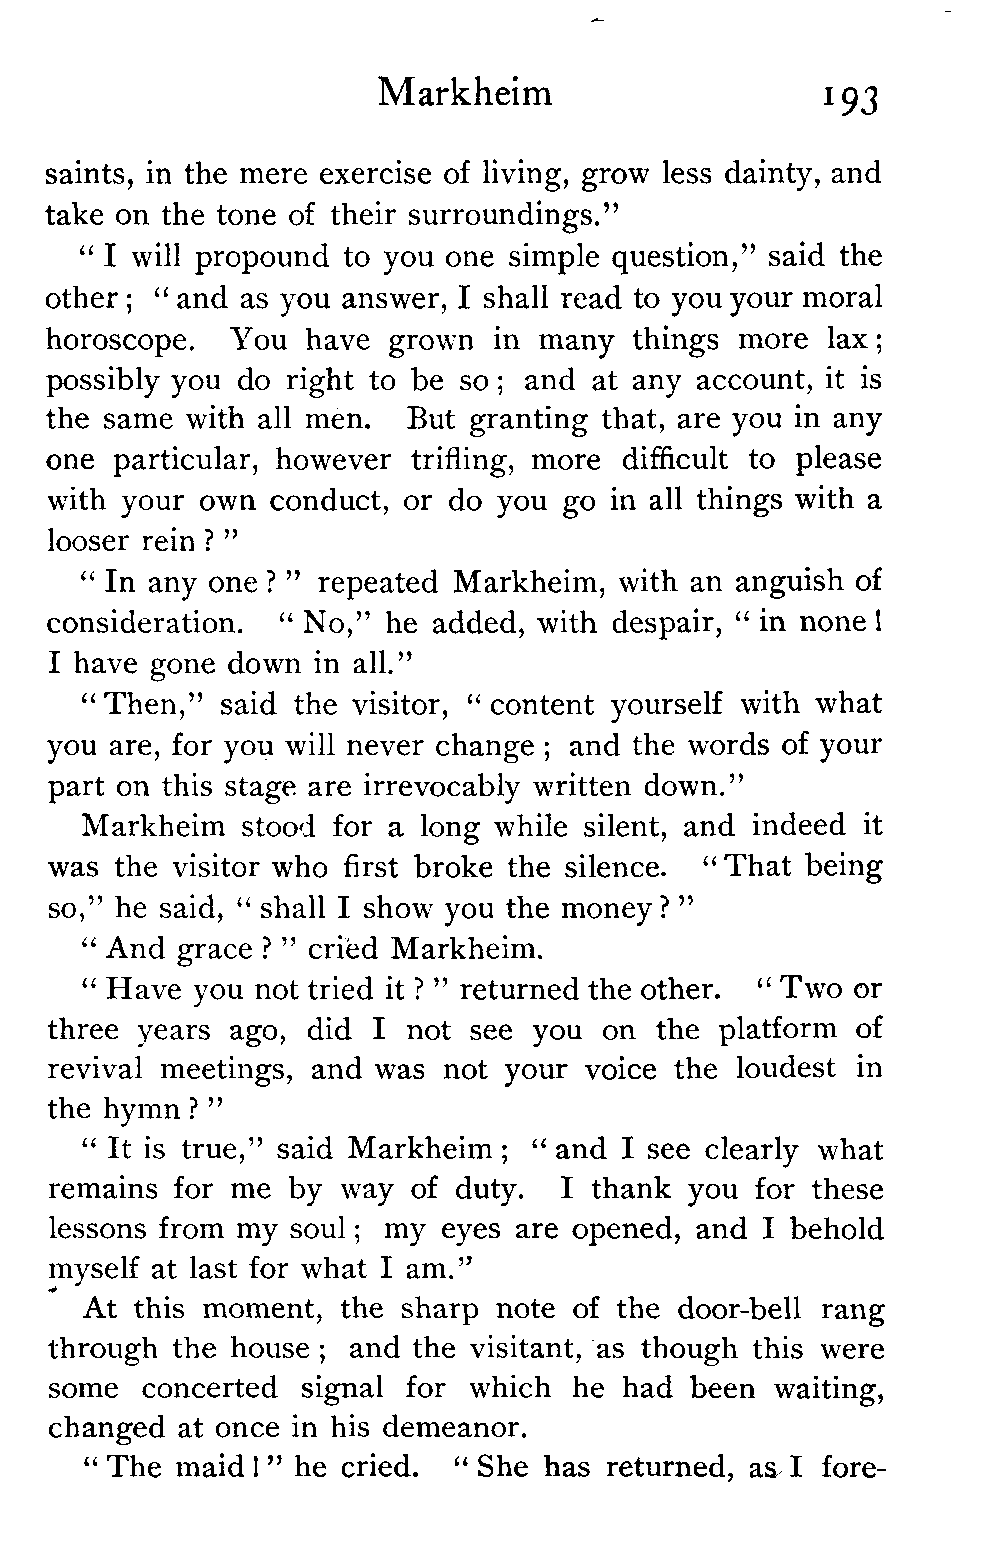 Markheim 193
saints, in the mere exercise of living, grow less dainty, and
take on the tone of their surroundings."
"I will propound to you one simple question," said the
other; "and as you answer, I shall read to you your moral
horoscope. You have grown in many things more lax;
possibly you do right to be so; and at any account, it is
the same with all men. But granting that, are you in any
one particular, however trifling, more difficult to please
with your own conduct, or do you go in all things with a
looser rein?"
"In any one?" repeated Markheim, with an anguish of
consideration. "No," he added, with despair, "in none!
I have gone down in all."
"Then," said the visitor, "content yourself with what
you are, for you will never change; and the words of your
part on this stage are irrevocably written down."
Markheim stood for a long while silent, and indeed it
was the visitor who first broke the silence. "That being
so," he said, "shall I show you the money?"
"And grace?" cried Markheim.
"Have you not tried it?" returned the other. "Two or
three years ago, did I not see you on the platform of
revival meetings, and was not your voice the loudest in
the hymn?"
"It is true," said Markheim; "and I see clearly what
remains for me by way of duty. I thank you for these
lessons from my soul; my eyes are opened, and I behold
myself at last for what I am."
At this moment, the sharp note of the door-bell rang
through the house; and the visitant, as though this were
some concerted signal for which he had been waiting,
changed at once in his demeanor.
"The maid!" he cried. "She has returned, as I fore-